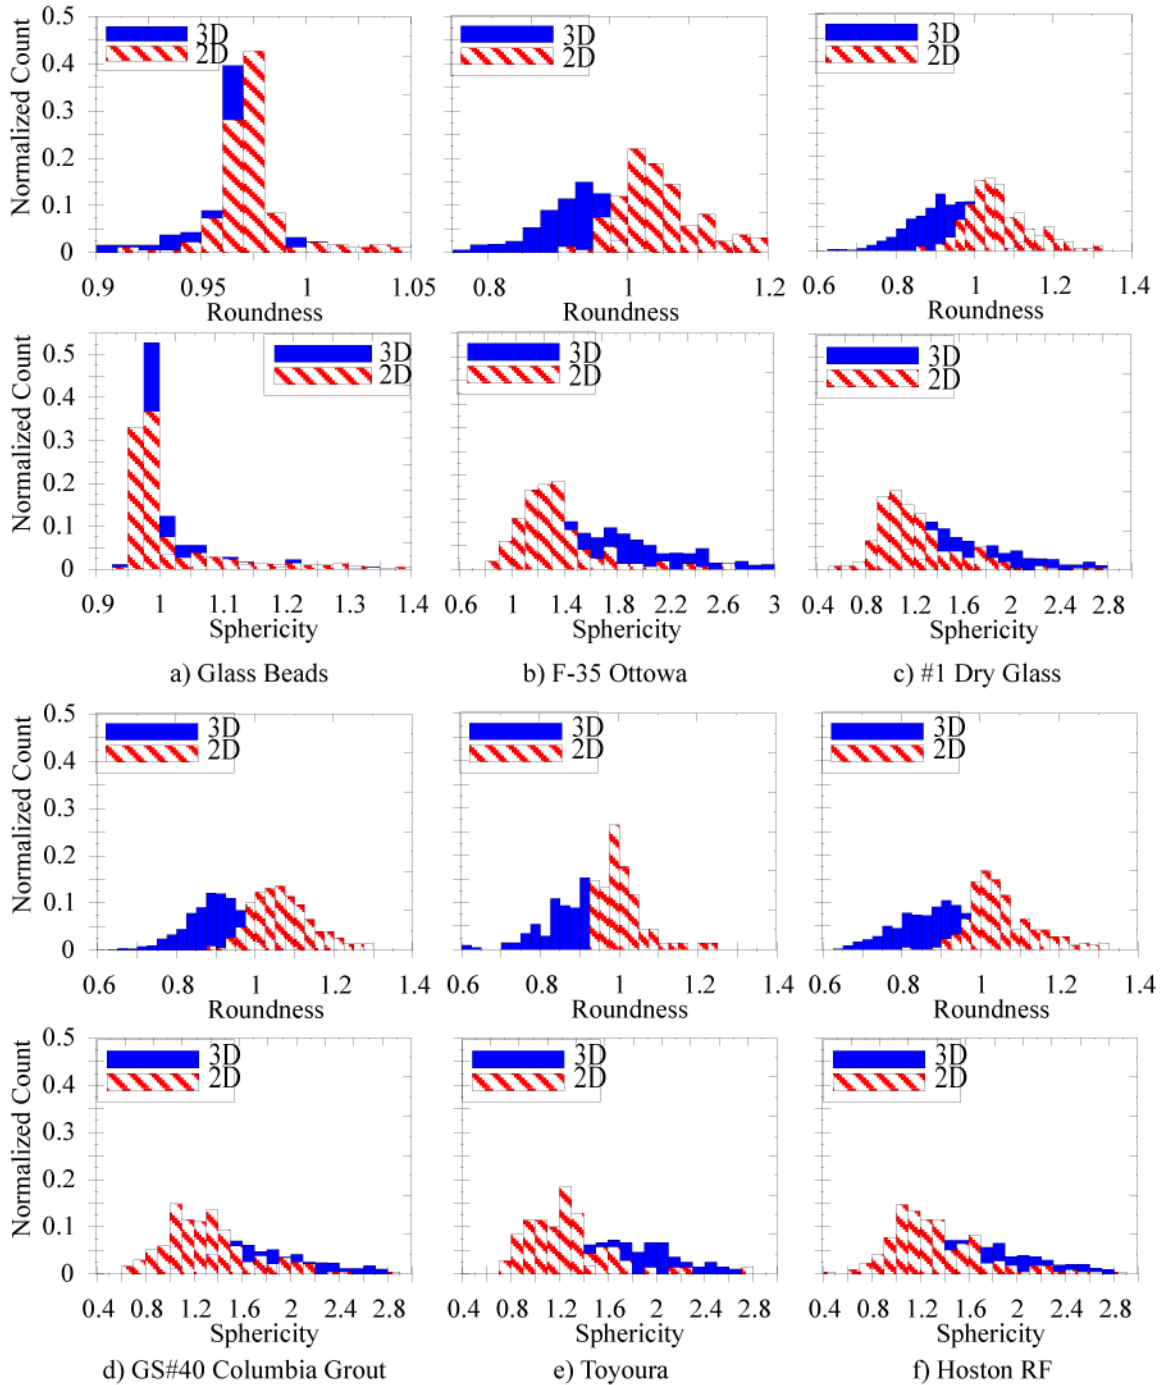 0.5
0.4
0.3
0.2
0.1
0
Normalized Count
3D
2D
0.9 0.95 1 1.05
Roundness
3D
2D
0.8 1 1.2
Roundness
3D
2D
0.6 0.8 1 1.2 1.4
Roundness
0.5
0.4
0.3
0.2
0.1
0
Normalized Count
3D
2D
0.9 1 1.1 1.2 1.3 1.4
Sphericity
3D
2D
0.6 1 1.4 1.8 2.2 2.6 3
Sphericity
3D
2D
0.4 0.8 1.2 1.6 2 2.4 2.8
Sphericity
a) Glass Beads
b) F-35 Ottowa
c) #1 Dry Glass
0.5
0.4
0.3
0.2
0.1
0
Normalized Count
3D
2D
0.6 0.8 1 1.2 1.4
Roundness
3D
2D
0.6 0.8 1 1.2 1.4
Roundness
3D
2D
0.6 0.8 1 1.2 1.4
Roundness
0.5
0.4
0.3
0.2
0.1
0
Normalized Count
3D
2D
0.4 0.8 1.2 1.6 2 2.4 2.8
Sphericity
3D
2D
0.4 0.8 1.2 1.6 2 2.4 2.8
Sphericity
3D
2D
0.4 0.8 1.2 1.6 2 2.4 2.8
Sphericity
d) GS#40 Columbia Grout
e) Toyoura
f) Hoston RF